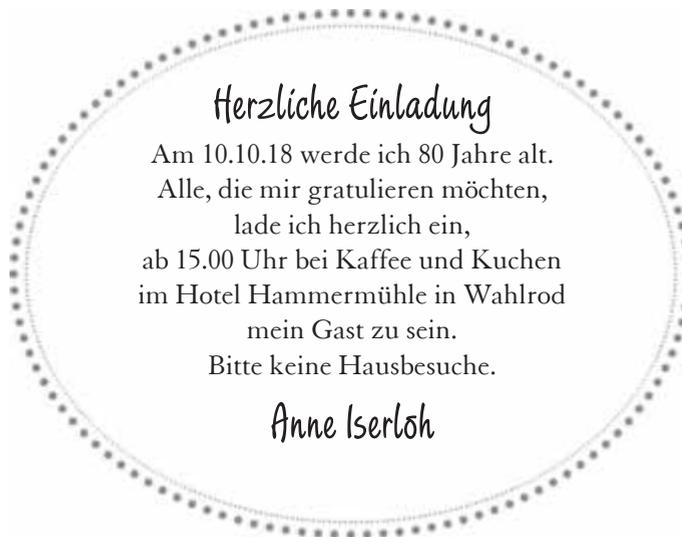 Herzliche Einladung
Am 10.10.18 werde ich 80 Jahre alt.
Alle, die mir gratulieren möchten,
lade ich herzlich ein,
ab 15.00 Uhr bei Kaffee und Kuchen
im Hotel Hammermühle in Wahlrod
mein Gast zu sein.
Bitte keine Hausbesuche.
Anne Iserloh